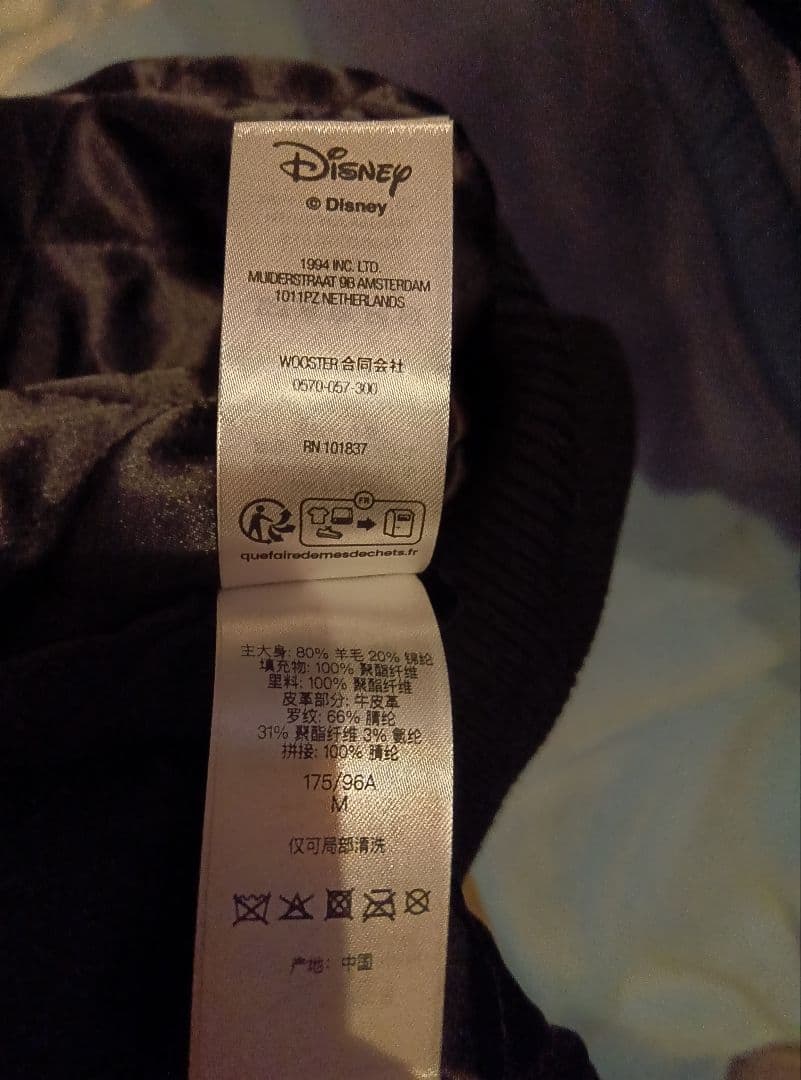 Disney
© Disney
1994 INC. LTD.
MUIDERSTRAAT 9B AMSTERDAM
1011PZ NETHERLANDS
WOOSTER 合同会社
0570-057-300
RN 101837
FR
quefairedemesdechets.fr
主大身: 80% 羊毛 20% 锦纶
填充物: 100% 聚酯纤维
里料: 100% 聚酯纤维
皮革部分: 牛皮革
罗纹: 66% 腈纶
31% 聚酯纤维 3% 氨纶
拼接: 100% 腈纶
175/96A
M
仅可局部清洗
产地: 中国